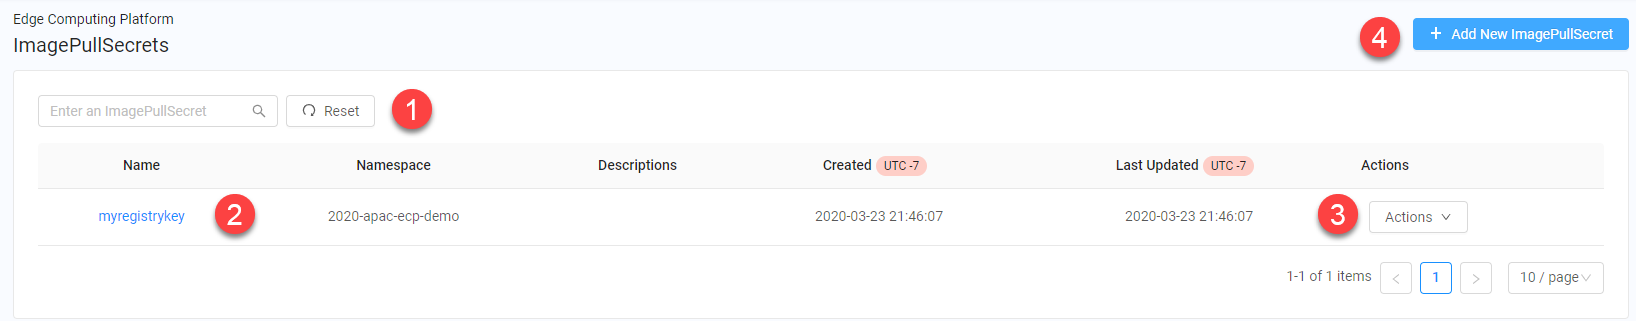 Edge Computing Platform
ImagePullSecrets
4
+ Add New ImagePullSecret
Enter an ImagePullSecret
Reset
1
Name Namespace Descriptions Created UTC -7 Last Updated UTC -7 Actions
myregistrykey 2 2020-apac-ecp-demo 2020-03-23 21:46:07 2020-03-23 21:46:07 3 Actions
1-1 of 1 items < 1 > 10 / page